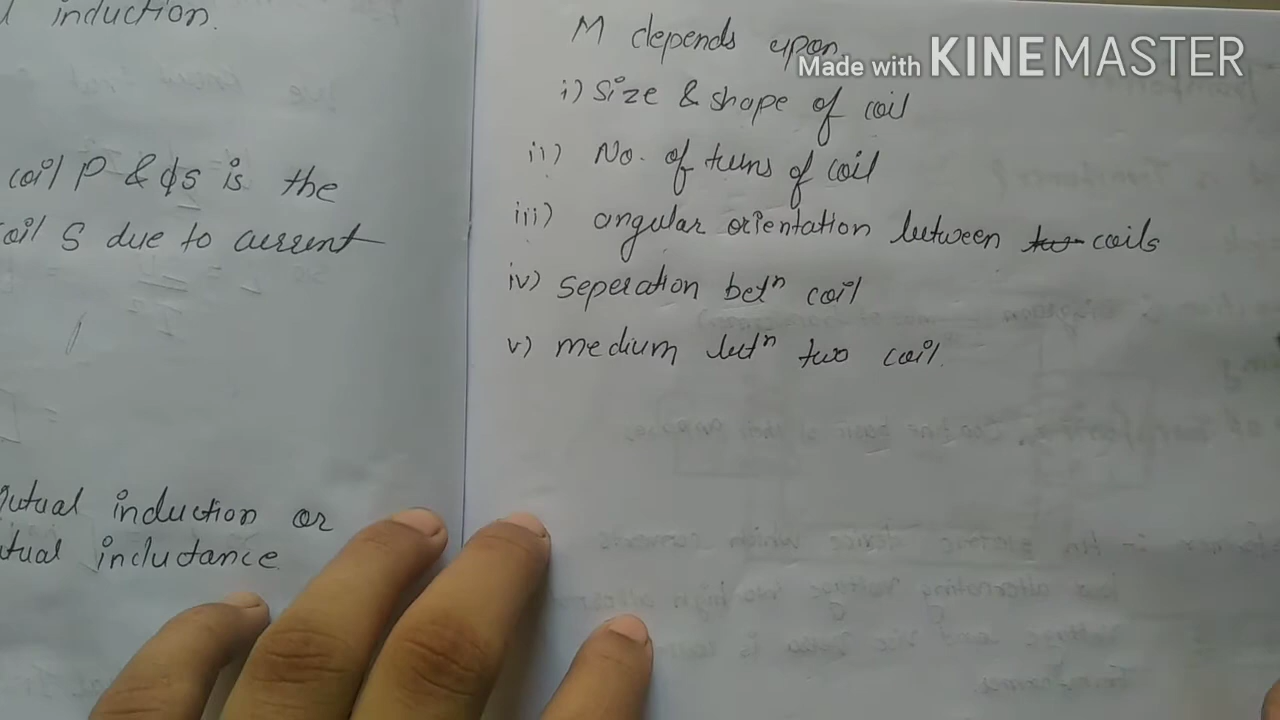 induction.
coil P & ϕs is the
coil S due to current
mutual induction or
mutual inductance
M depends upon
Made with KINEMASTER
i) Size & shape of coil
ii) No. of turns of coil
iii) angular orientation between coils
iv) seperation betⁿ coil
v) medium betⁿ two coil.